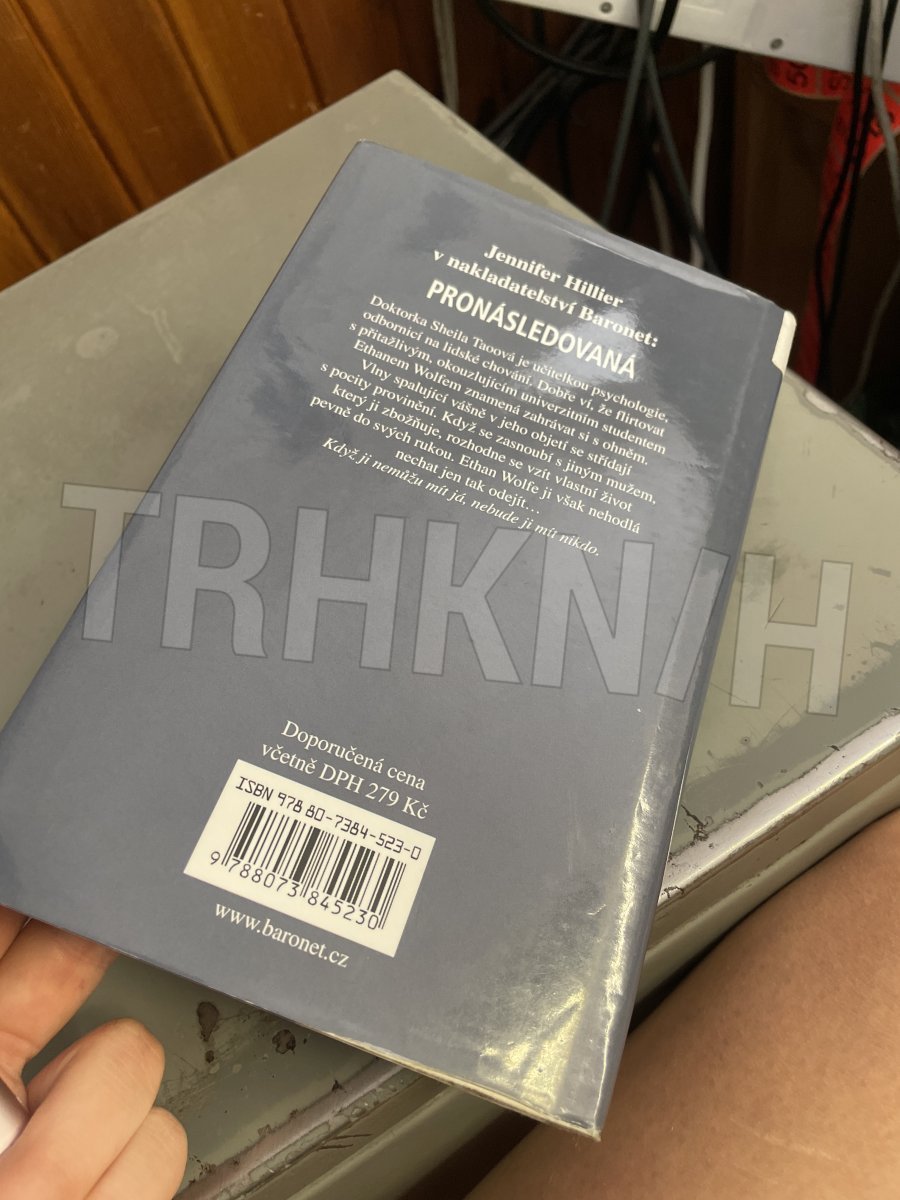 Jennifer Hillier
v nakladatelství Baronet:
PRONÁSLEDOVANÁ
Doktorka Sheila Taoová je učitelkou psychologie,
odbornicí na lidské chování. Dobře ví, že flirtovat
s přitažlivým, okouzlujícím univerzitním studentem
Ethanem Wolfem znamená zahrávat si s ohněm.
Vlny spalující vášně v jeho objetí se střídají
s pocity provinění. Když se zasnoubí s jiným mužem,
který ji zbožňuje, rozhodne se vzít vlastní život
pevně do svých rukou. Ethan Wolfe ji však nehodlá
nechat jen tak odejít...
Když ji nemůžu mít já, nebude ji mít nikdo.
TRHKNIH
Doporučená cena
včetně DPH 279 Kč
ISBN 978 80-7384-523-0
9 788073 845230
www.baronet.cz